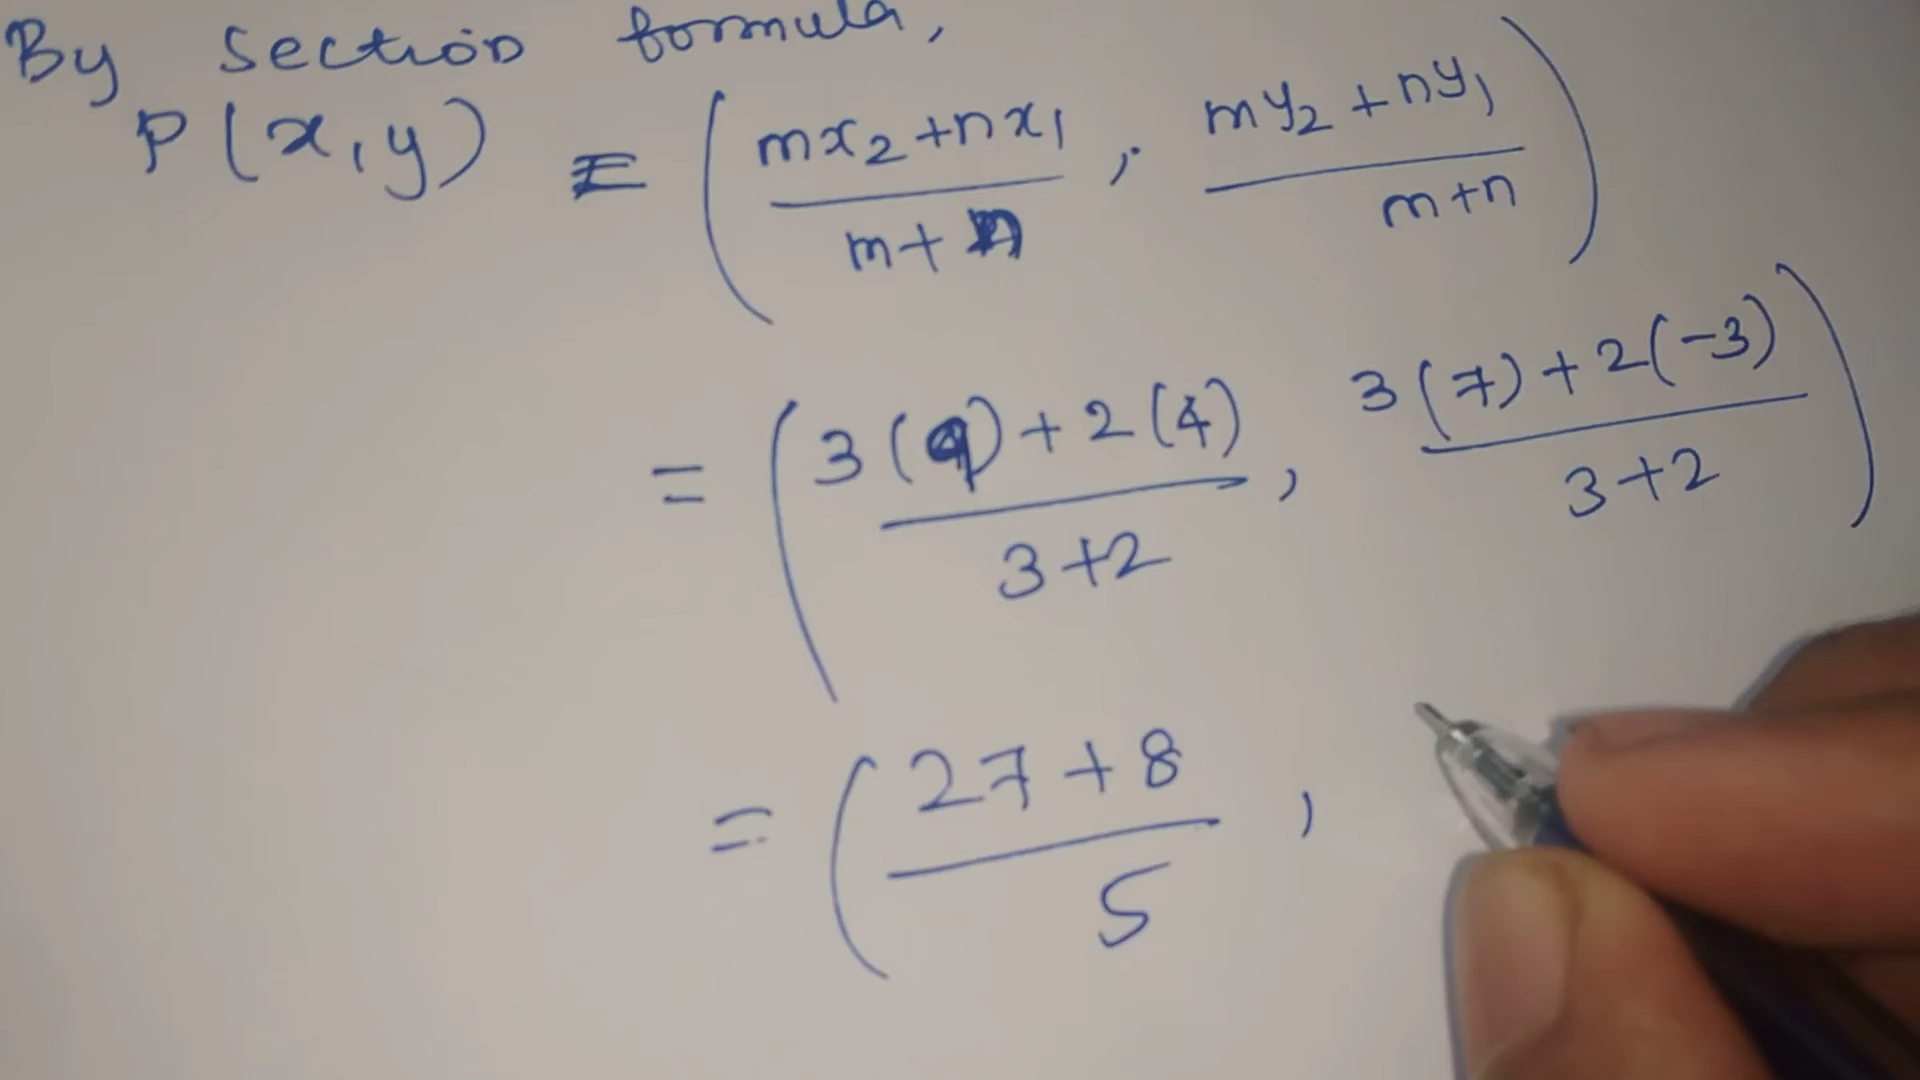 By section formula,
P(x,y) = ( mx₂+nx₁ / m+n , my₂+ny₁ / m+n )
= ( 3(9)+2(4) / 3+2 , 3(7)+2(-3) / 3+2 )
= ( 27+8 / 5 ,